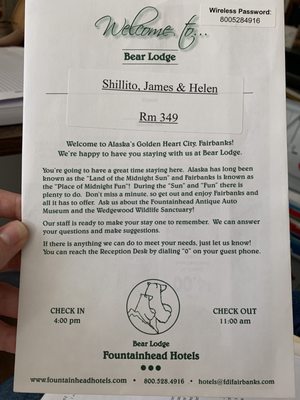 Wireless Password:
8005284916
Welcome to...
Bear Lodge
Shillito, James & Helen
Rm 349
Welcome to Alaska's Golden Heart City, Fairbanks!
We're happy to have you staying with us at Bear Lodge.
You're going to have a great time staying here. Alaska has long been
known as the "Land of the Midnight Sun" and Fairbanks is known as
the "Place of Midnight Fun"! During the "Sun" and "Fun" there is
plenty to do. Don't miss a minute, so get out and enjoy Fairbanks and
all it has to offer. Ask us about the Fountainhead Antique Auto
Museum and the Wedgewood Wildlife Sanctuary!
Our staff is ready to make your stay one to remember. We can answer
your questions and make suggestions.
If there is anything we can do to meet your needs, just let us know!
You can reach the Reception Desk by dialing "0" on your guest phone.
CHECK IN
4:00 pm
CHECK OUT
11:00 am
Bear Lodge
Fountainhead Hotels
www.fountainheadhotels.com • 800.528.4916 • hotels@fdifairbanks.com